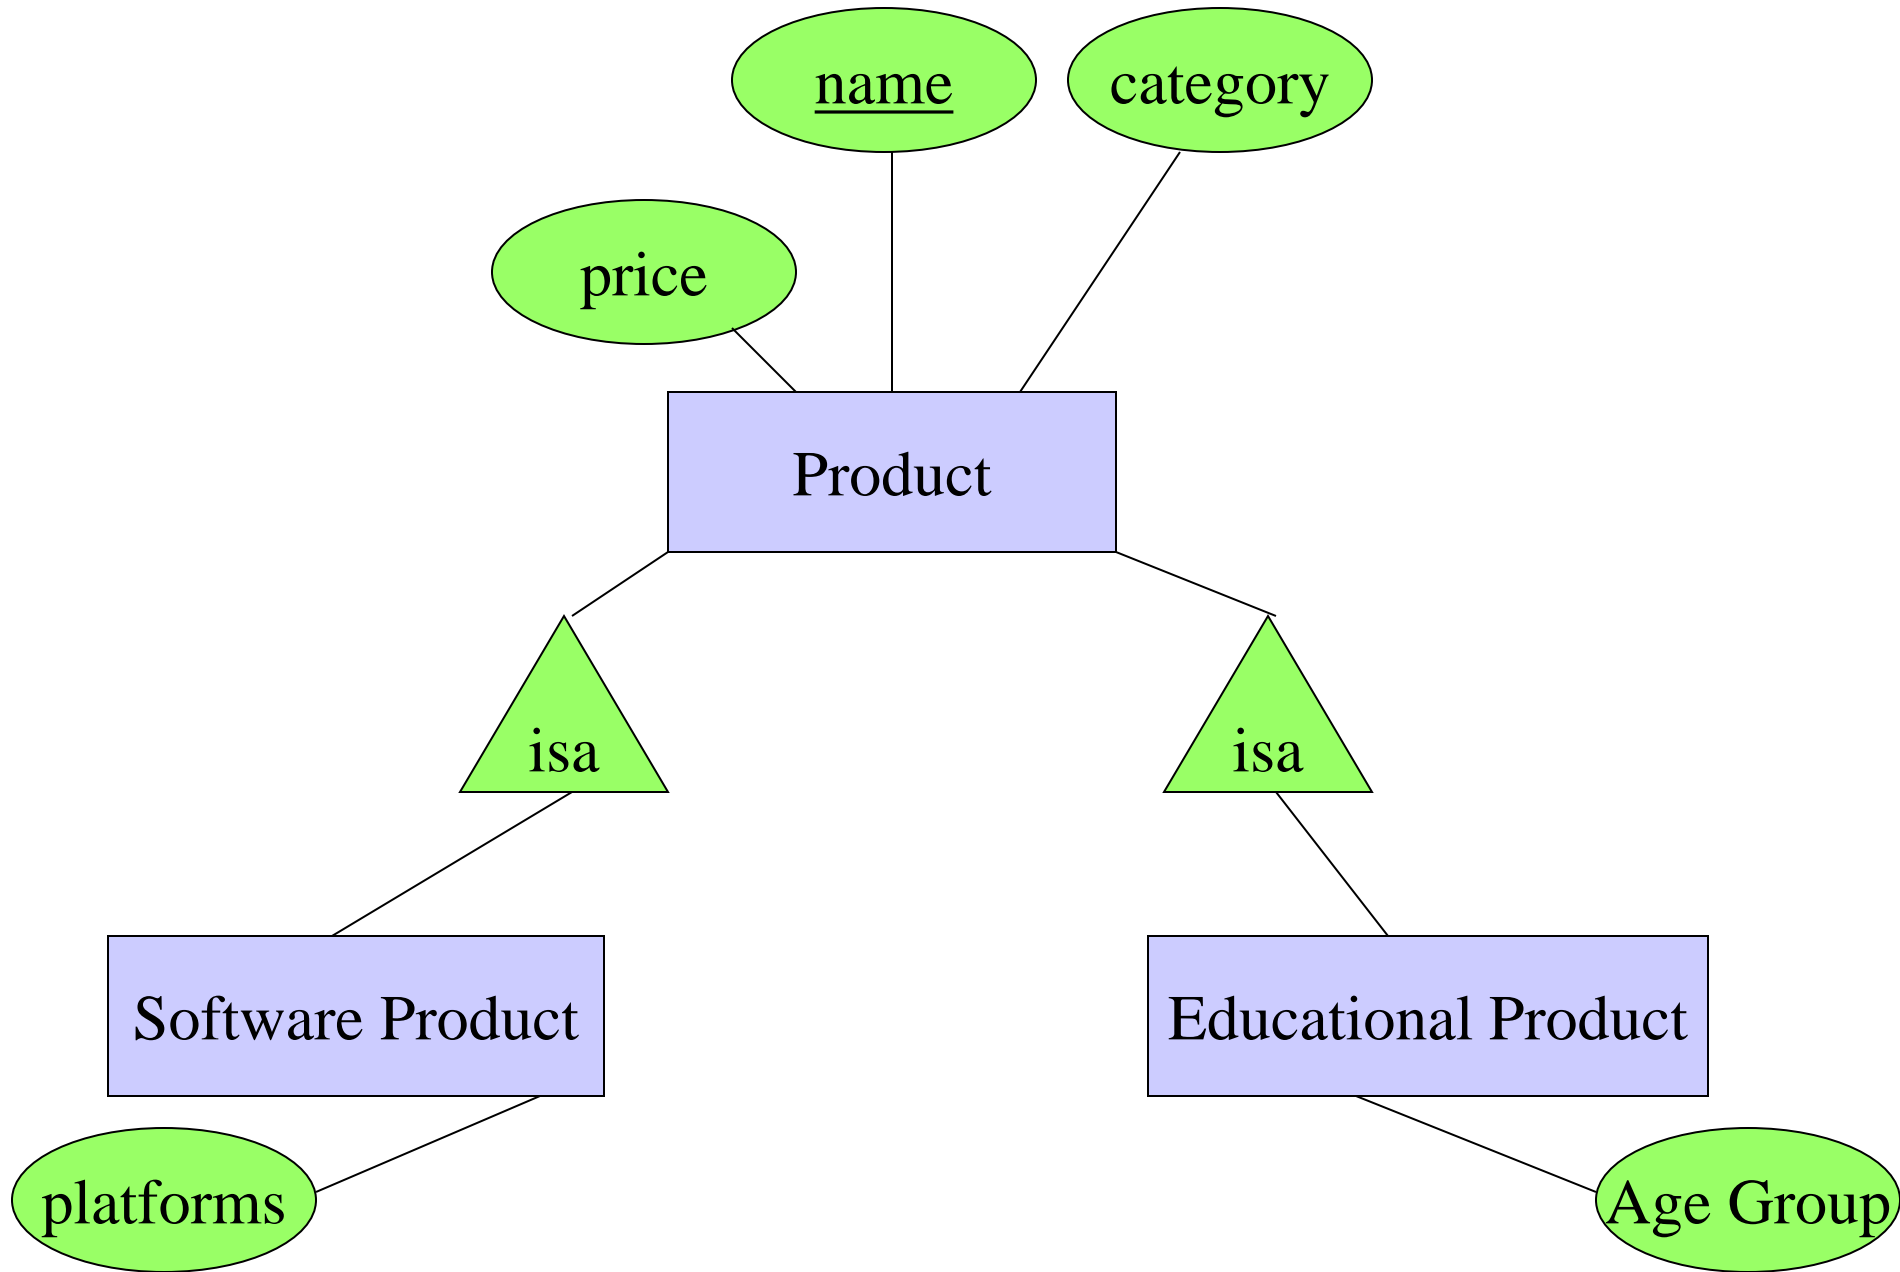 name
category
price
Product
isa
isa
Software Product
Educational Product
platforms
Age Group